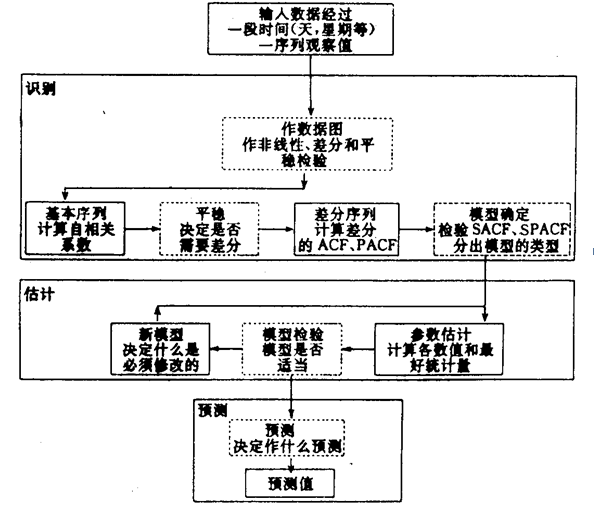 输入数据经过
一段时间(天,星期等)
一序列观察值
识别
作数据图
作非线性、差分和平
稳检验
基本序列
计算自相关
系数
平稳
决定是否
需要差分
差分序列
计算差分
的 ACF、PACF
模型确定
检验 SACF、SPACF
分出模型的类型
估计
新模型
决定什么是
必须修改的
模型检验
模型是否
适当
参数估计
计算各数值和最
好统计量
预测
预测
决定作什么预测
预测值